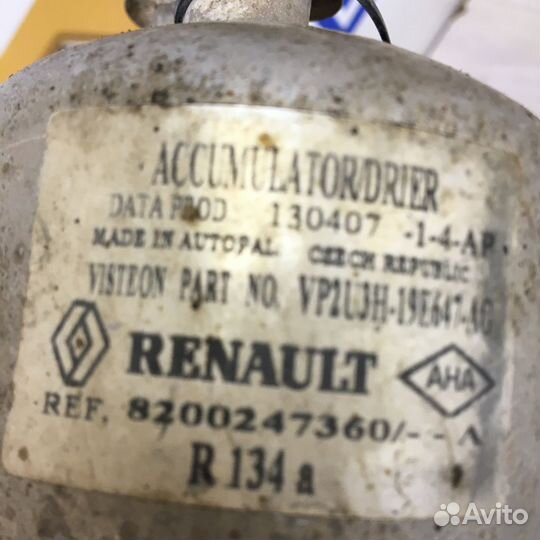 ACCUMULATOR/DRIER
DATA PROD 130407 -1-4-AP-
MADE IN AUTOPAL CZECH REPUBLIC
VISTEON PART NO. VP2U3H-19E647-AG
RENAULT AHA
REF. 8200247360/--A
R 134 a
Avito